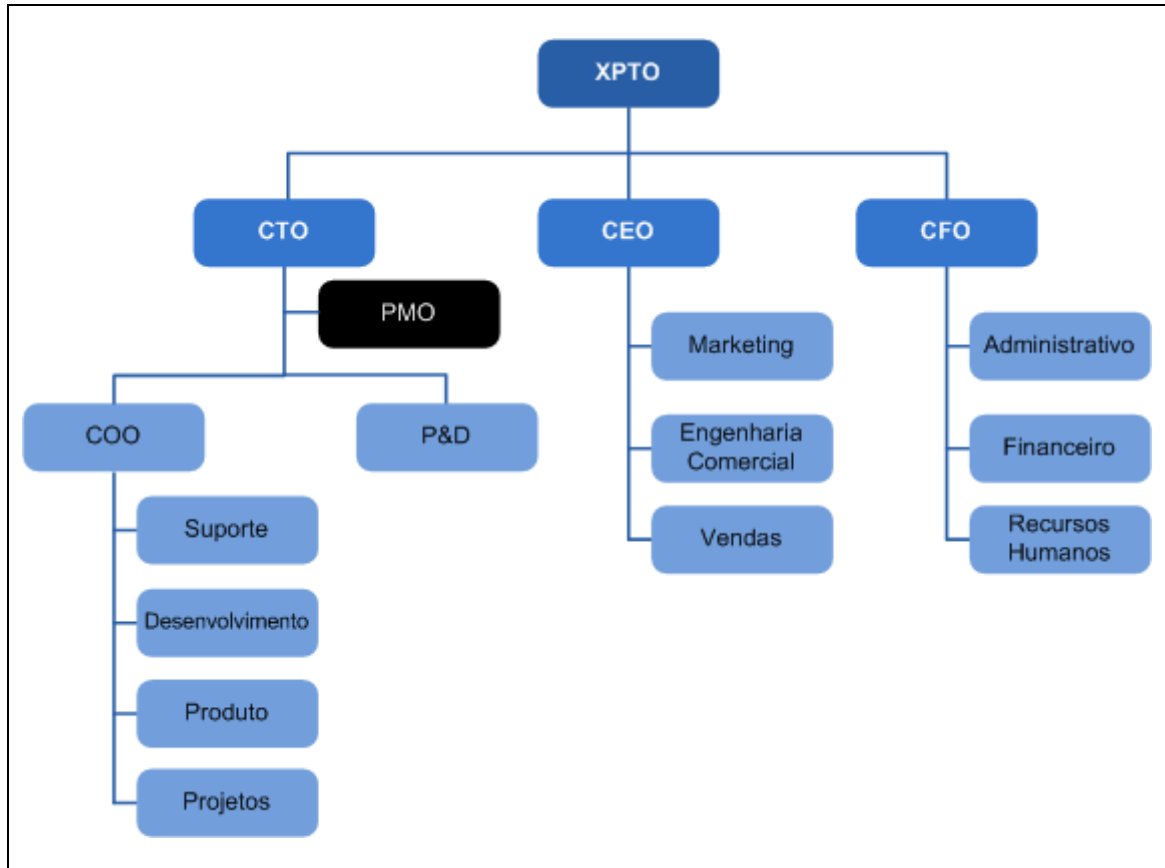 XPTO
CTO
CEO
CFO
PMO
Marketing
Administrativo
COO
P&D
Engenharia
Comercial
Financeiro
Suporte
Vendas
Recursos
Humanos
Desenvolvimento
Produto
Projetos